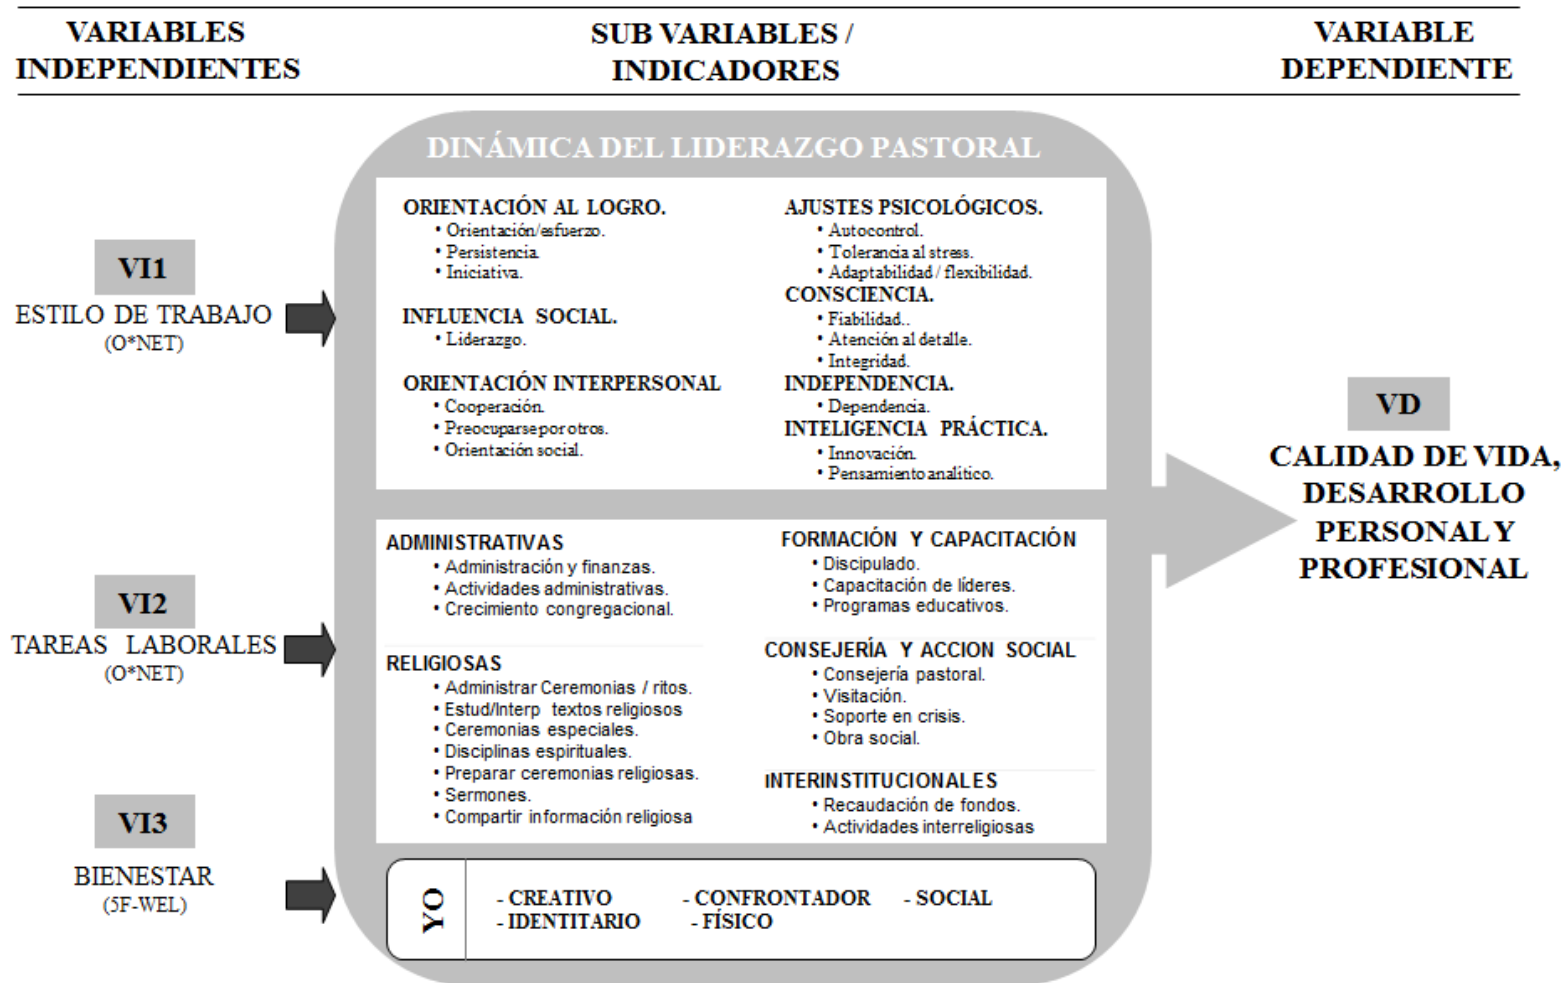 VARIABLES
INDEPENDIENTES
SUB VARIABLES /
INDICADORES
VARIABLE
DEPENDIENTE
DINÁMICA DEL LIDERAZGO PASTORAL
VI1
ESTILO DE TRABAJO
(O*NET)
ORIENTACIÓN AL LOGRO.
• Orientación/esfuerzo.
• Persistencia.
• Iniciativa.
INFLUENCIA SOCIAL.
• Liderazgo.
ORIENTACIÓN INTERPERSONAL
• Cooperación.
• Preocuparse por otros.
• Orientación social.
AJUSTES PSICOLÓGICOS.
• Autocontrol.
• Tolerancia al stress.
• Adaptabilidad / flexibilidad.
CONSCIENCIA.
• Fiabilidad..
• Atención al detalle.
• Integridad.
INDEPENDENCIA.
• Dependencia.
INTELIGENCIA PRÁCTICA.
• Innovación.
• Pensamiento analítico.
VI2
TAREAS LABORALES
(O*NET)
ADMINISTRATIVAS
• Administración y finanzas.
• Actividades administrativas.
• Crecimiento congregacional.
RELIGIOSAS
• Administrar Ceremonias / ritos.
• Estud/Interp textos religiosos
• Ceremonias especiales.
• Disciplinas espirituales.
• Preparar ceremonias religiosas.
• Sermones.
• Compartir información religiosa
FORMACIÓN Y CAPACITACIÓN
• Discipulado.
• Capacitación de líderes.
• Programas educativos.
CONSEJERÍA Y ACCION SOCIAL
• Consejería pastoral.
• Visitación.
• Soporte en crisis.
• Obra social.
INTERINSTITUCIONALES
• Recaudación de fondos.
• Actividades interreligiosas
VI3
BIENESTAR
(5F-WEL)
YO
- CREATIVO - CONFRONTADOR - SOCIAL
- IDENTITARIO - FÍSICO
VD
CALIDAD DE VIDA,
DESARROLLO
PERSONAL Y
PROFESIONAL